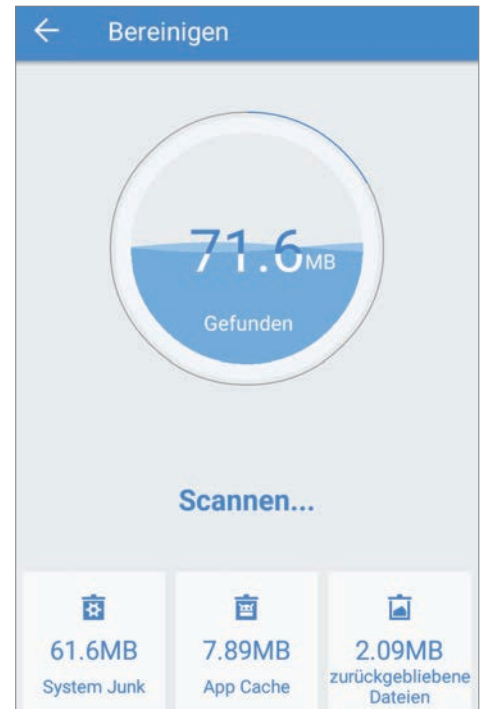 Bereinigen
71.6MB
Gefunden
Scannen...
61.6MB
System Junk
7.89MB
App Cache
2.09MB
zurückgebliebene
Dateien